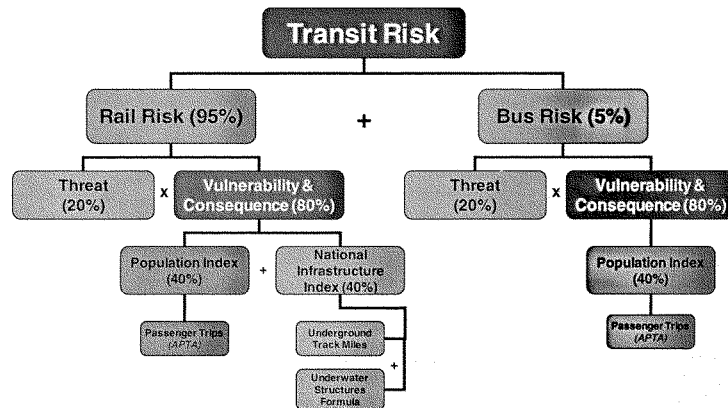 Transit Risk
Rail Risk (95%)
+
Bus Risk (5%)
Threat
(20%)
x
Vulnerability &
Consequence (80%)
Threat
(20%)
x
Vulnerability &
Consequence (80%)
Population Index
(40%)
+
National
Infrastructure
Index (40%)
Population Index
(40%)
Passenger Trips
(APTA)
Underground
Track Miles
+
Underwater
Structures
Formula
Passenger Trips
(APTA)